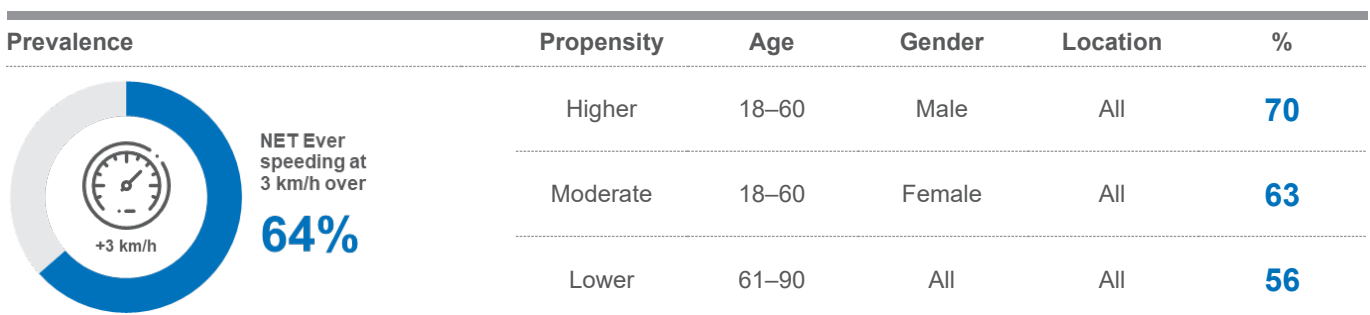 Prevalence
Propensity Age Gender Location %
+3 km/h
NET Ever
speeding at
3 km/h over
64%
Higher 18–60 Male All 70
Moderate 18–60 Female All 63
Lower 61–90 All All 56